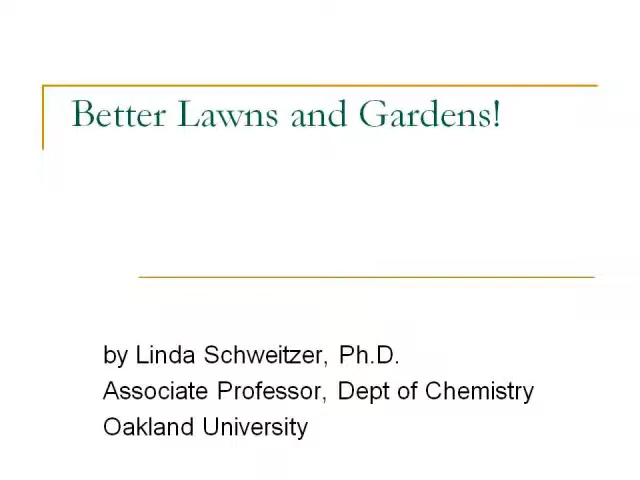 Better Lawns and Gardens!
by Linda Schweitzer, Ph.D.
Associate Professor, Dept of Chemistry
Oakland University